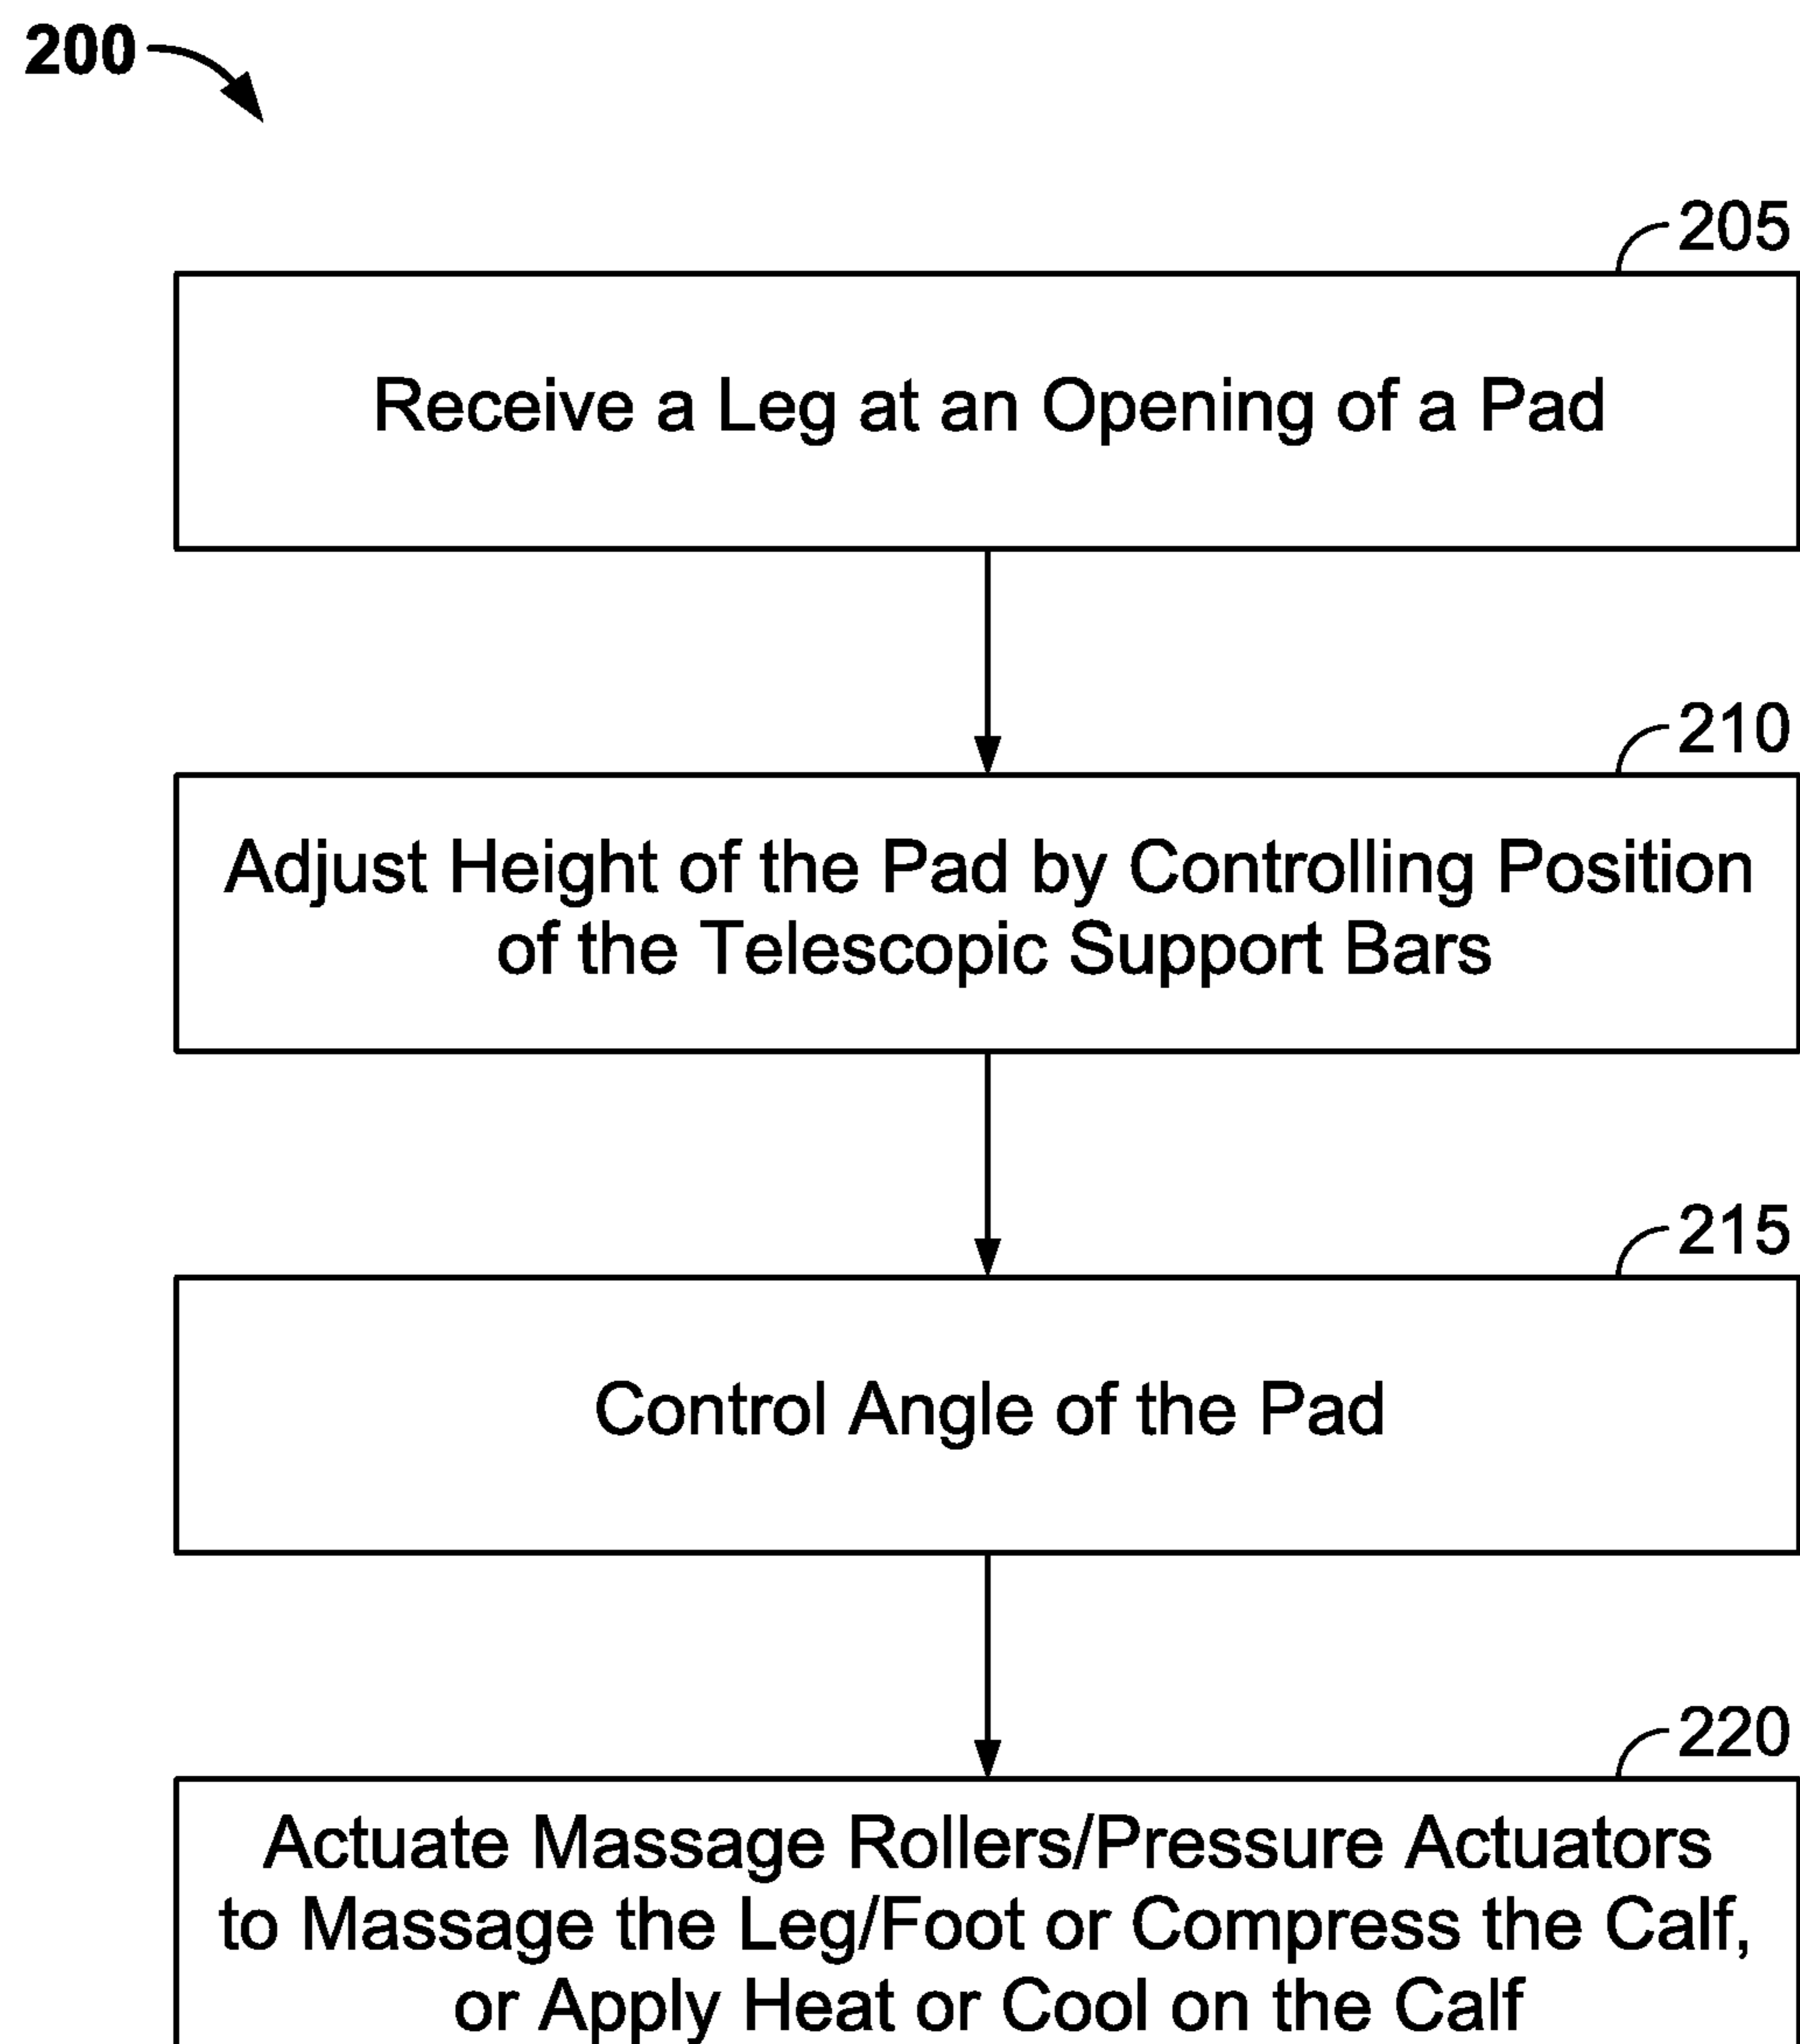 200
205
Receive a Leg at an Opening of a Pad
210
Adjust Height of the Pad by Controlling Position
of the Telescopic Support Bars
215
Control Angle of the Pad
220
Actuate Massage Rollers/Pressure Actuators
to Massage the Leg/Foot or Compress the Calf,
or Apply Heat or Cool on the Calf